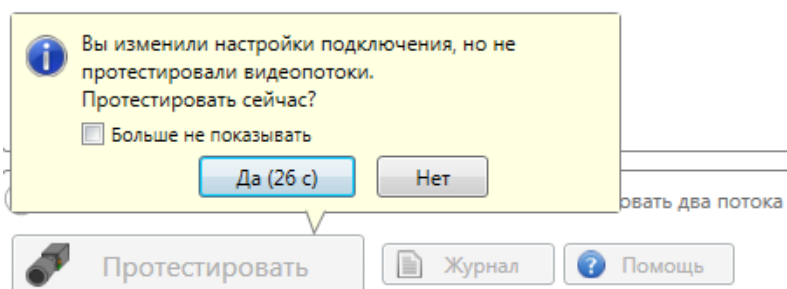 Вы изменили настройки подключения, но не
протестировали видеопотоки.
Протестировать сейчас?
Больше не показывать
Да (26 с)
Нет
овать два потока
Протестировать
Журнал
Помощь